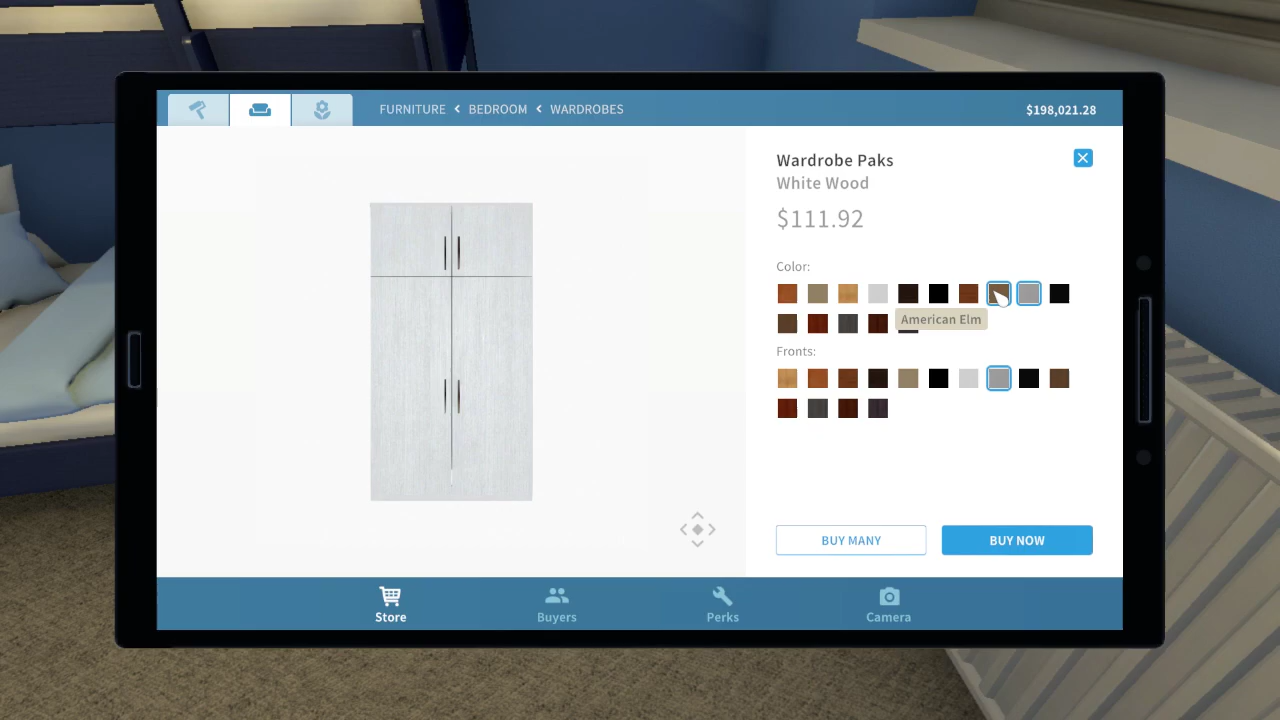 FURNITURE < BEDROOM < WARDROBES
$198,021.28
Wardrobe Paks
White Wood
$111.92
Color:
American Elm
Fronts:
BUY MANY
BUY NOW
Store
Buyers
Perks
Camera